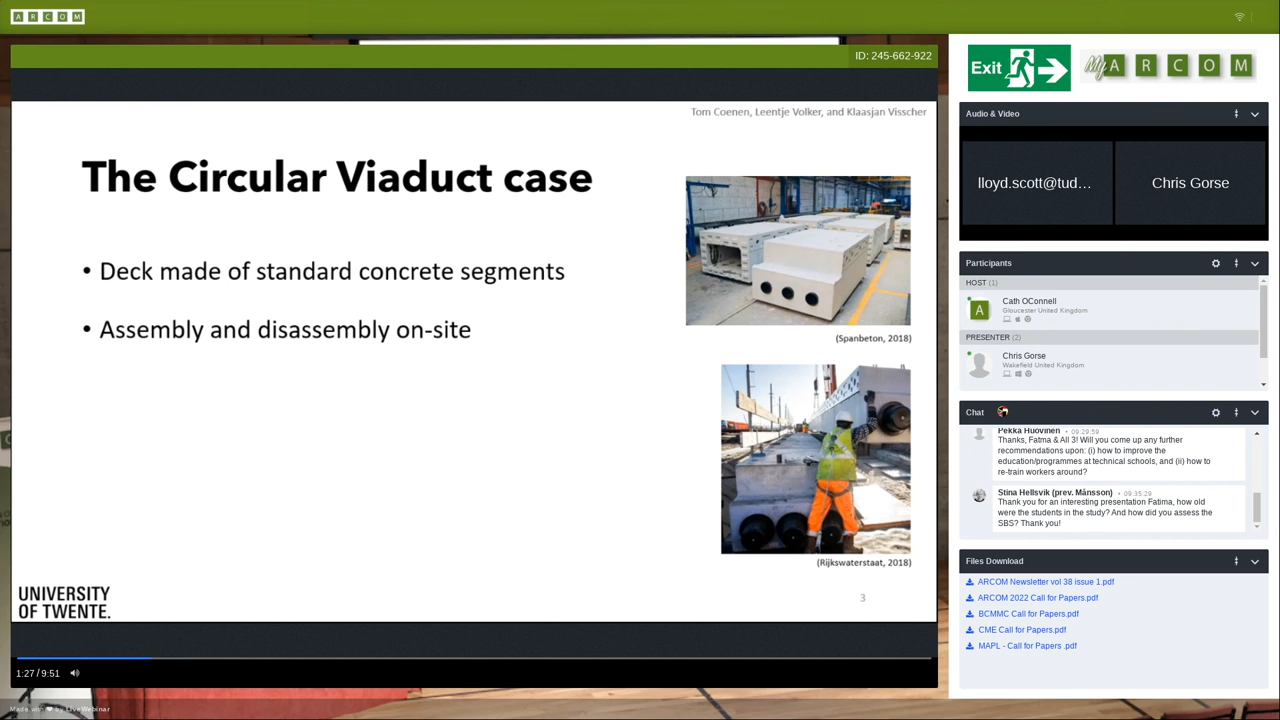 ARCOM
ID: 245-662-922
Tom Coenen, Leentje Volker, and Klaasjan Visscher
The Circular Viaduct case
• Deck made of standard concrete segments
• Assembly and disassembly on-site
(Spanbeton, 2018)
(Rijkswaterstaat, 2018)
3
UNIVERSITY
OF TWENTE.
1:27 / 9:51
Made with ❤ by LiveWebinar
Exit
My ARCOM
Audio & Video
lloyd.scott@tud…
Chris Gorse
Participants
HOST (1)
A
Cath OConnell
Gloucester United Kingdom
PRESENTER (2)
Chris Gorse
Wakefield United Kingdom
Chat
Pekka Huovinen • 09:29:59
Thanks, Fatma & All 3! Will you come up any further
recommendations upon: (i) how to improve the
education/programmes at technical schools, and (ii) how to
re-train workers around?
Stina Hellsvik (prev. Månsson) • 09:35:29
Thank you for an interesting presentation Fatima, how old
were the students in the study? And how did you assess the
SBS? Thank you!
Files Download
ARCOM Newsletter vol 38 issue 1.pdf
ARCOM 2022 Call for Papers.pdf
BCMMC Call for Papers.pdf
CME Call for Papers.pdf
MAPL - Call for Papers .pdf